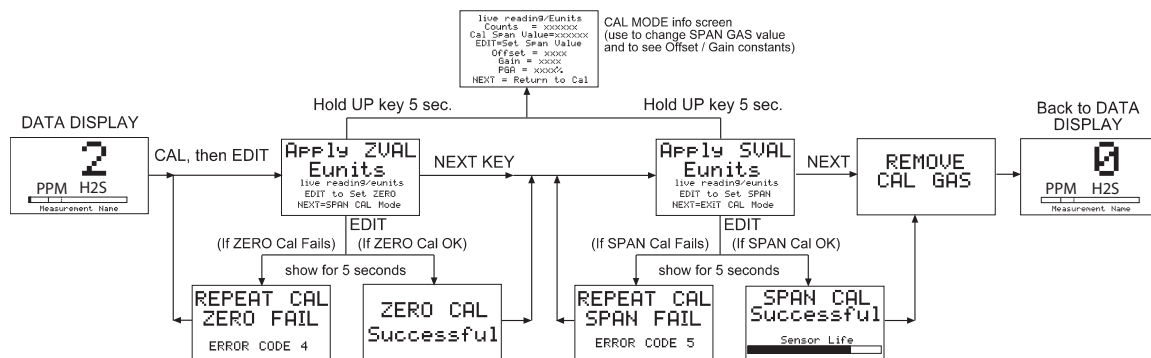 live reading/Eunits
Counts = xxxxxx
Cal Span Value=xxxxxx
EDIT=Set Span Value
Offset = xxxx
Gain = xxxx
PGA = xxxx%
NEXT = Return to Cal
CAL MODE info screen
(use to change SPAN GAS value
and to see Offset / Gain constants)
Hold UP key 5 sec.
Hold UP key 5 sec.
DATA DISPLAY
2
PPM H2S
Measurement Name
CAL, then EDIT
Apply ZVAL
Eunits
live reading/eunits
EDIT to Set ZERO
NEXT=SPAN CAL Mode
NEXT KEY
Apply SVAL
Eunits
live reading/eunits
EDIT to Set SPAN
NEXT=EXIT CAL Mode
NEXT
REMOVE
CAL GAS
Back to DATA
DISPLAY
0
PPM H2S
Measurement Name
EDIT
(If ZERO Cal Fails)
(If ZERO Cal OK)
show for 5 seconds
REPEAT CAL
ZERO FAIL
ERROR CODE 4
ZERO CAL
Successful
EDIT
(If SPAN Cal Fails)
(If SPAN Cal OK)
show for 5 seconds
REPEAT CAL
SPAN FAIL
ERROR CODE 5
SPAN CAL
Successful
Sensor Life